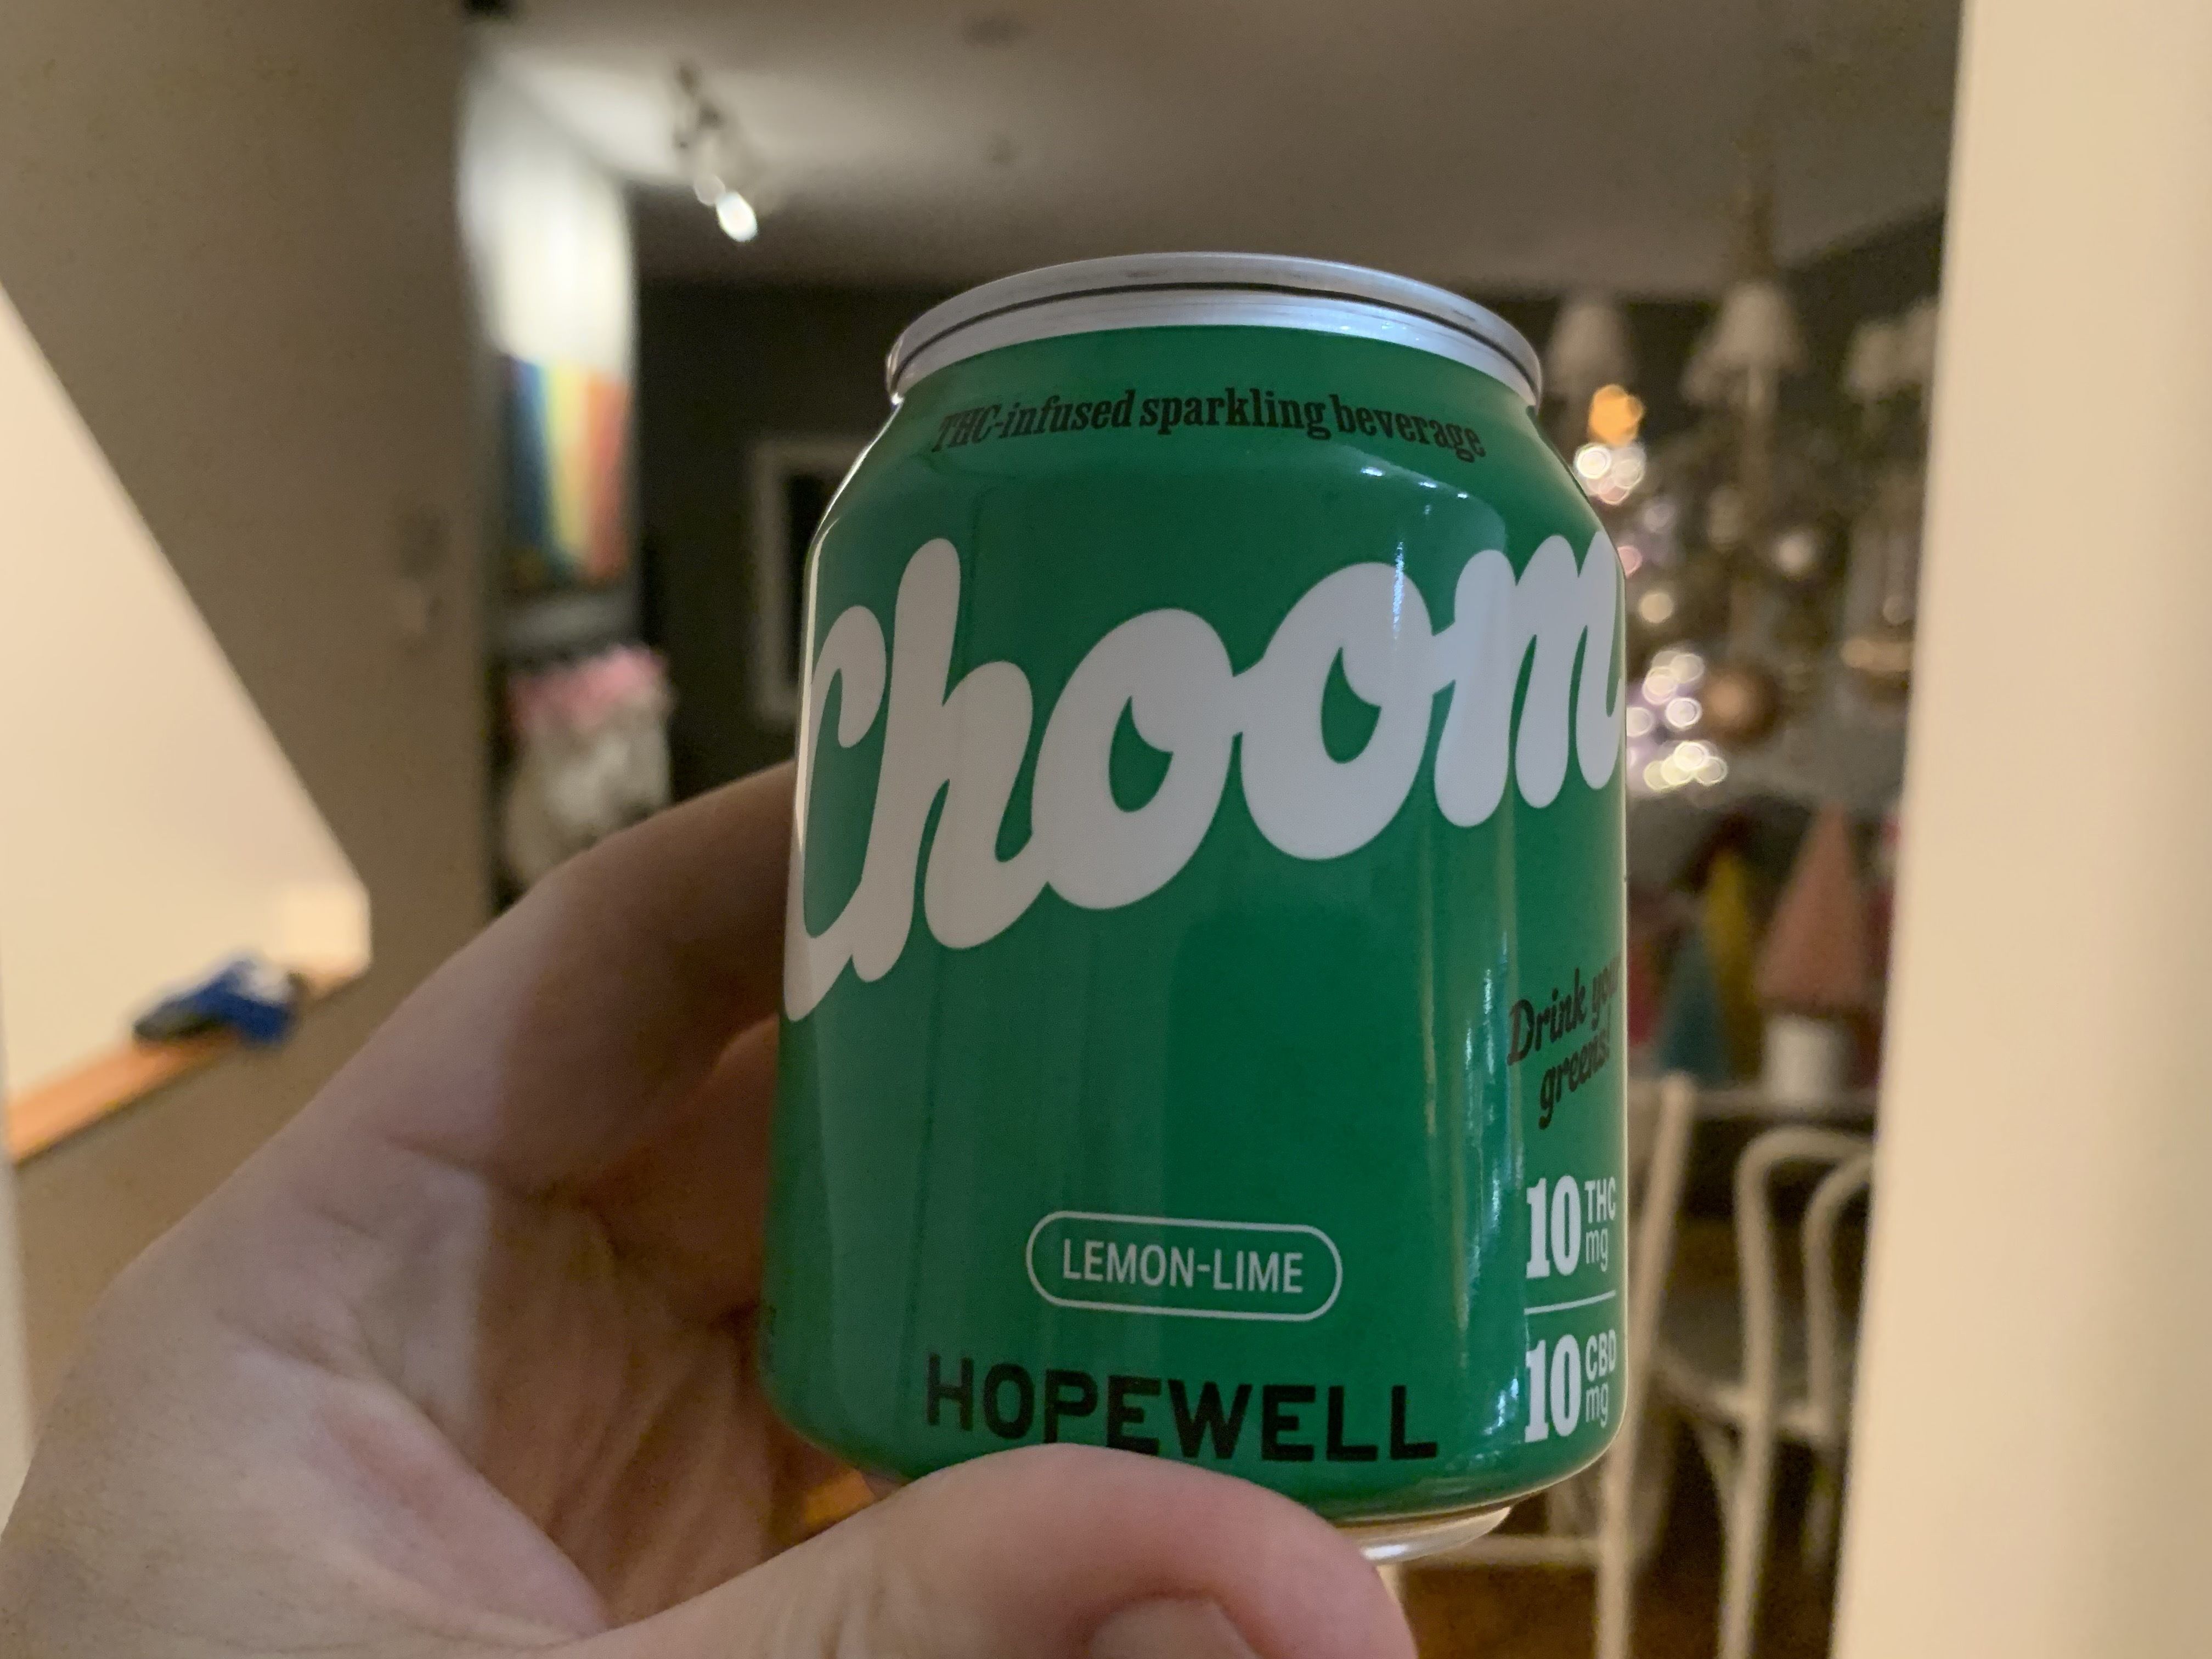 THC-infused sparkling beverage
Choom
Drink your
greens!
10 THC mg
10 CBD mg
LEMON-LIME
HOPEWELL